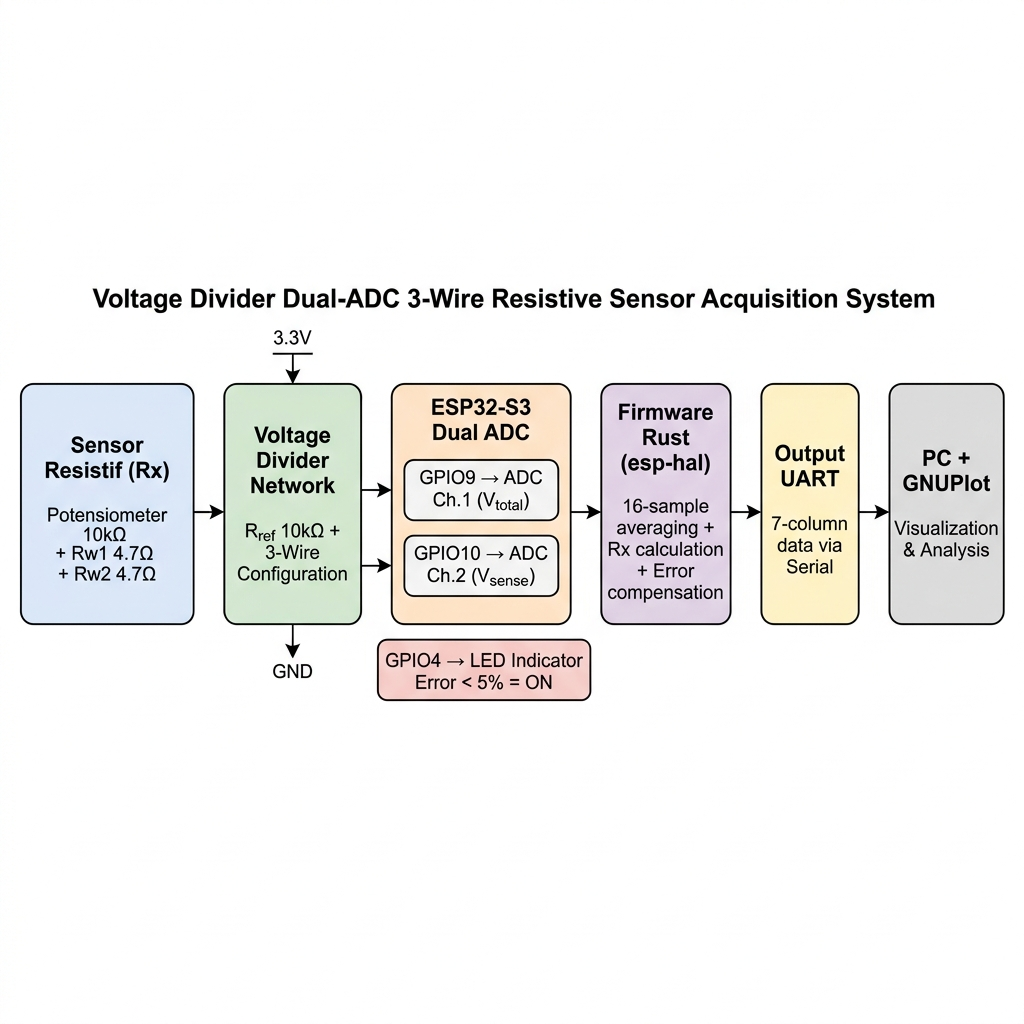 Voltage Divider Dual-ADC 3-Wire Resistive Sensor Acquisition System
3.3V
Sensor
Resistif (Rx)
Potensiometer
10kΩ
+ Rw1 4.7Ω
+ Rw2 4.7Ω
Voltage
Divider
Network
Rref 10kΩ +
3-Wire
Configuration
GND
ESP32-S3
Dual ADC
GPIO9 → ADC
Ch.1 (Vtotal)
GPIO10 → ADC
Ch.2 (Vsense)
GPIO4 → LED Indicator
Error < 5% = ON
Firmware
Rust
(esp-hal)
16-sample
averaging +
Rx calculation
+ Error
compensation
Output
UART
7-column
data via
Serial
PC +
GNUPlot
Visualization
& Analysis